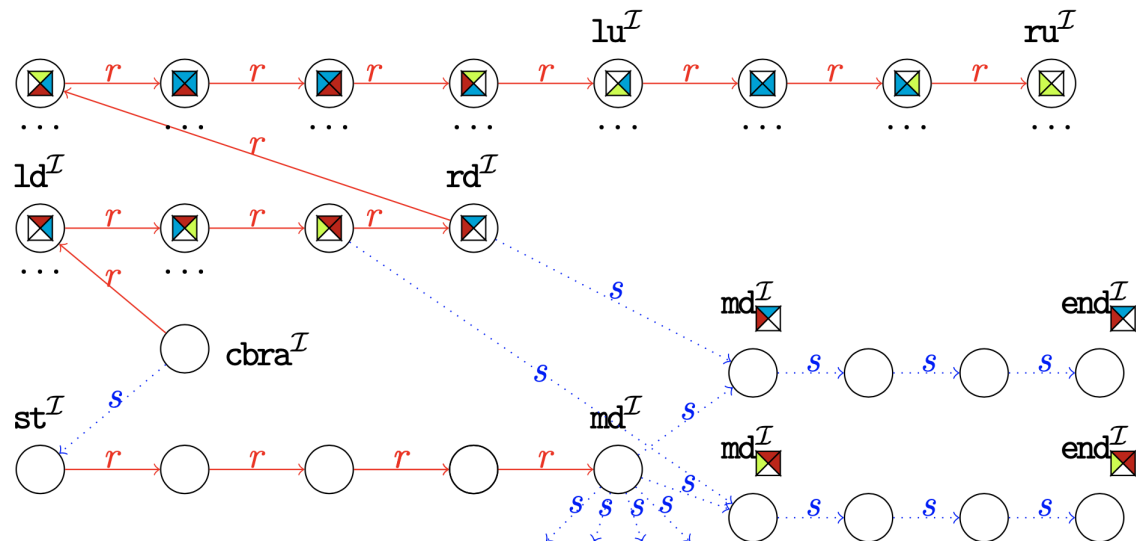 lu^ℐ ru^ℐ
r r r r r r r
... ... ... ... ... ... ... ...
r
ld^ℐ rd^ℐ
r r r
... ...
r
s
md^ℐ end^ℐ
cbra^ℐ
s s s s
s
st^ℐ md^ℐ
s
r r r r
md^ℐ end^ℐ
s
s s s s
s s s